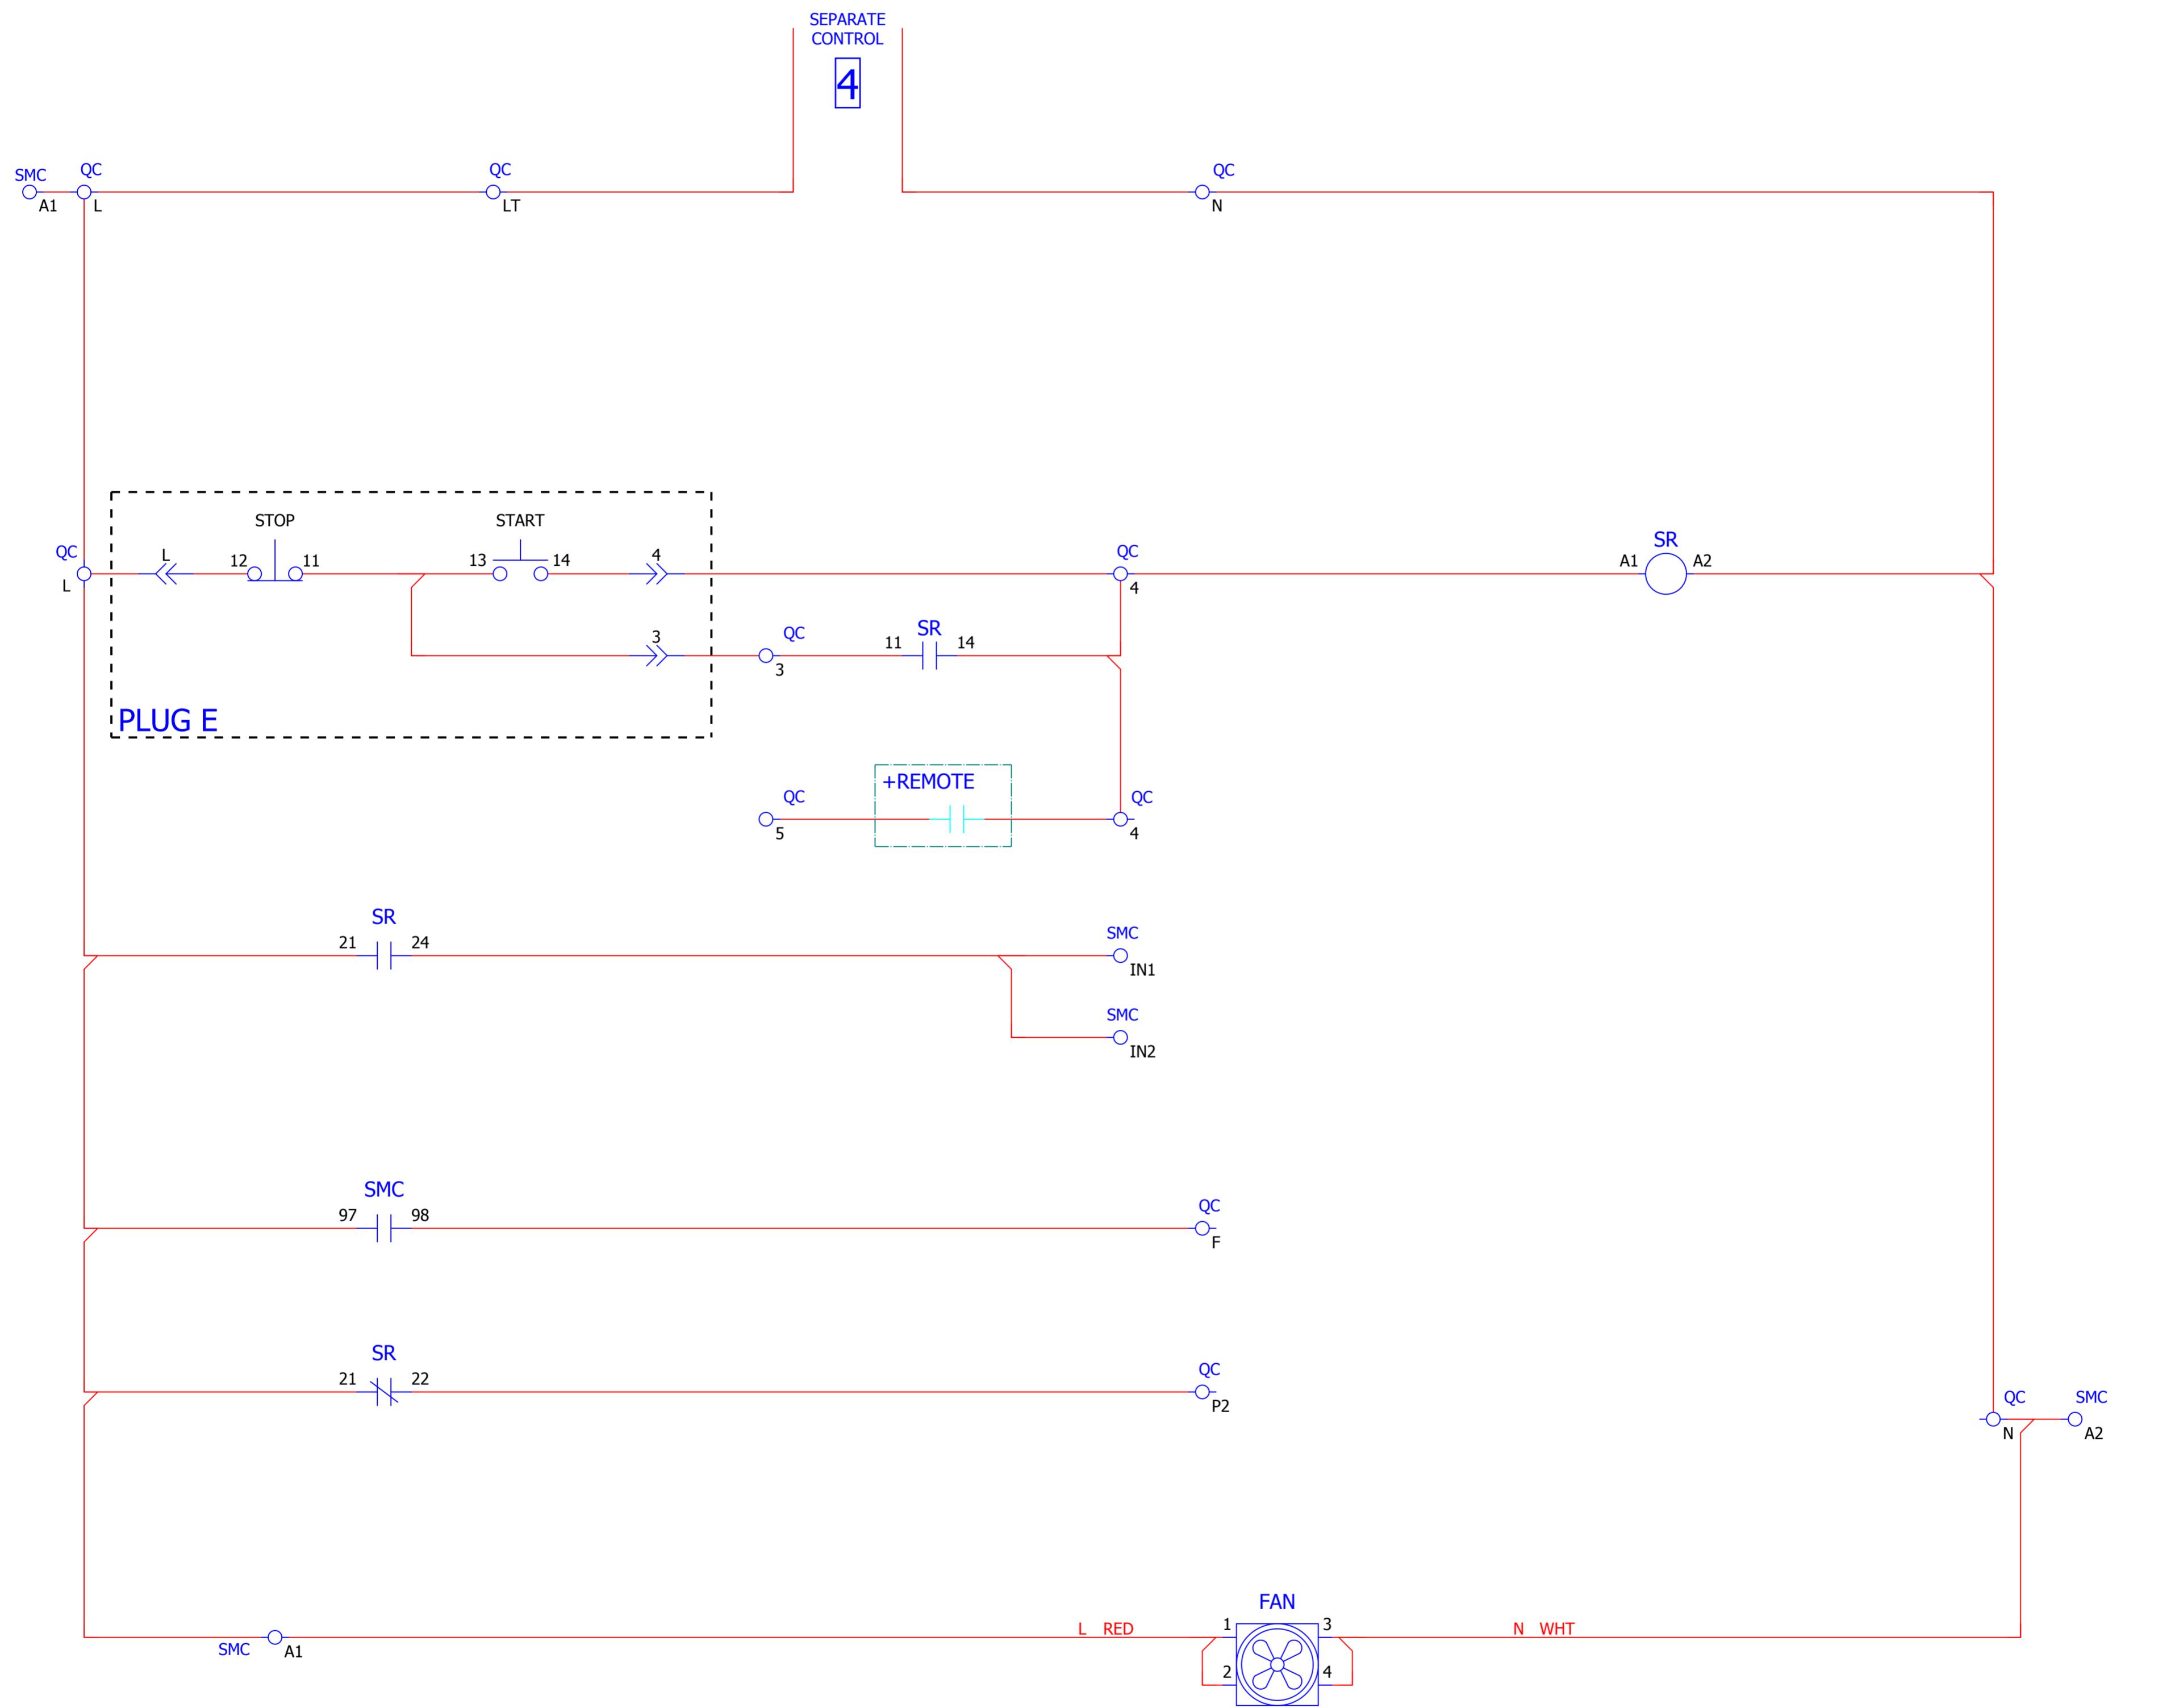 SEPARATE
CONTROL
4
SMC
A1
QC
L
QC
LT
QC
N
STOP
START
QC
L
L
12
11
13
14
4
QC
4
A1
SR
A2
3
QC
3
11
SR
14
PLUG E
+REMOTE
QC
5
QC
4
SR
21
24
SMC
IN1
SMC
IN2
SMC
97
98
QC
F
SR
21
22
QC
P2
QC
N
SMC
A2
FAN
SMC
A1
L RED
1
3
N WHT
2
4